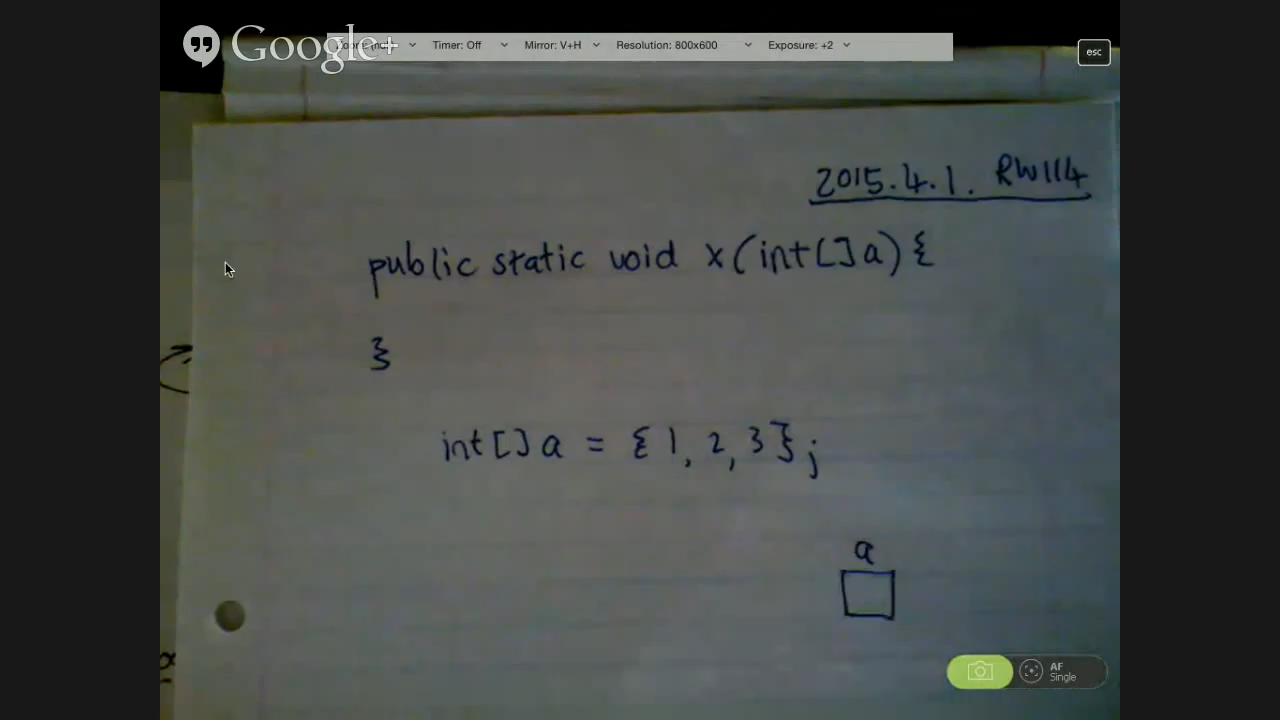 Google+
Timer: Off Mirror: V+H Resolution: 800x600 Exposure: +2
esc
2015.4.1. RW114
public static void x(int[]a){
}
int[]a = {1,2,3};
a
AF
Single